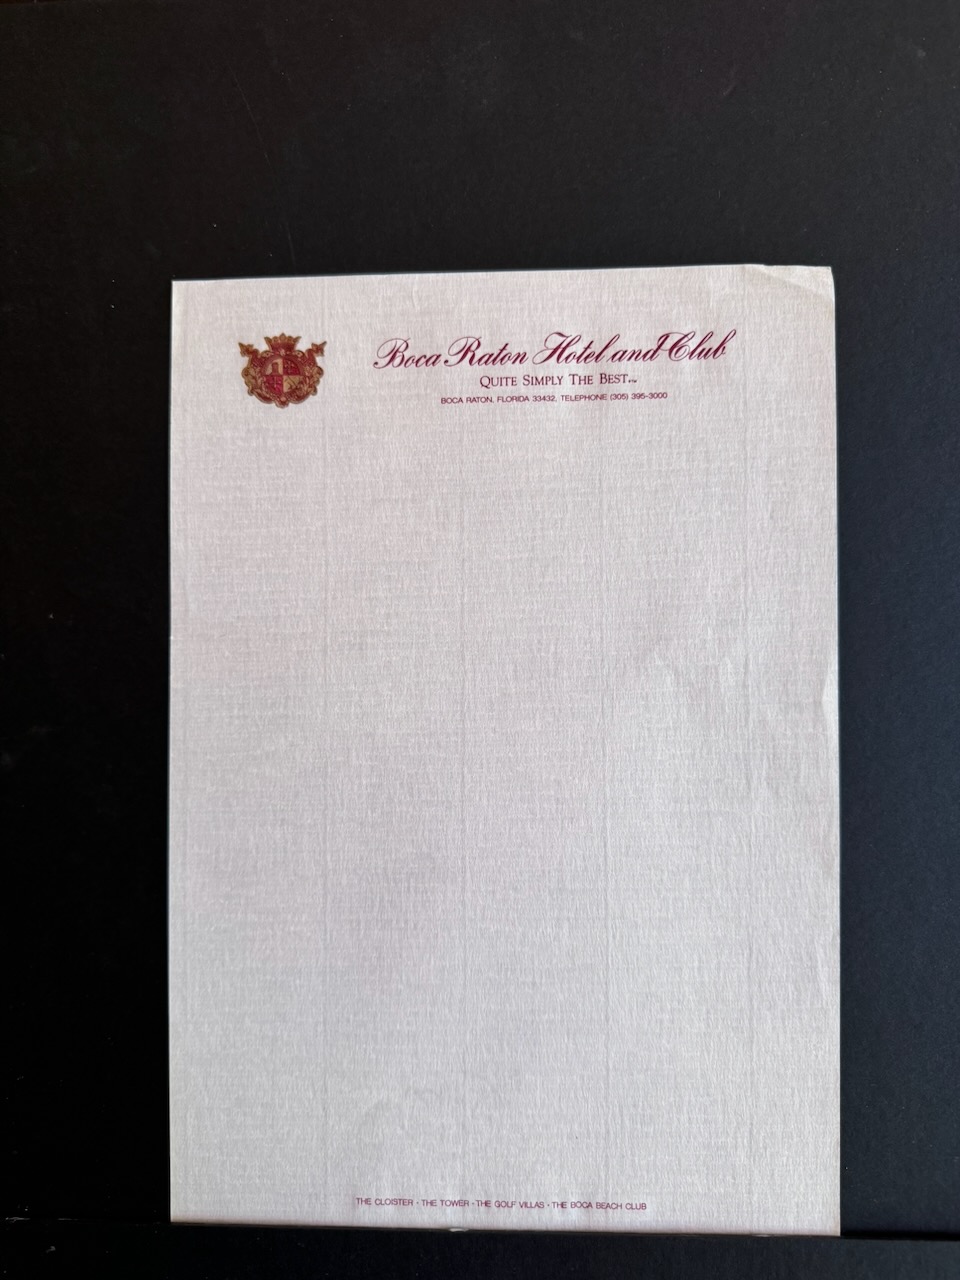 Boca Raton Hotel and Club
QUITE SIMPLY THE BEST.
BOCA RATON, FLORIDA 33432, TELEPHONE (305) 395-3000
THE CLOISTER · THE TOWER · THE GOLF VILLAS · THE BOCA BEACH CLUB